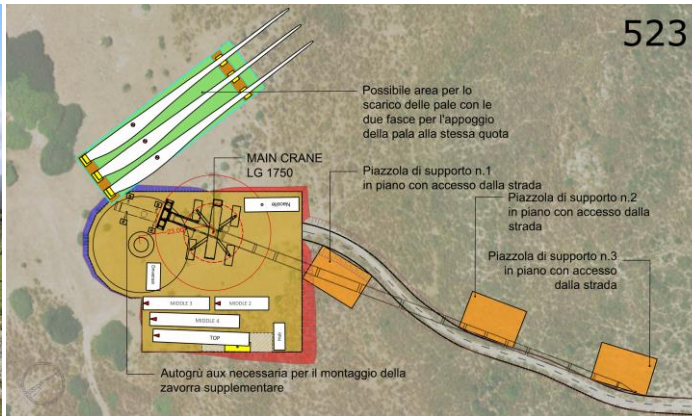 523
Possibile area per lo
scarico delle pale con le
due fasce per l'appoggio
della pala alla stessa quota
MAIN CRANE
LG 1750
Piazzola di supporto n.1
in piano con accesso dalla strada
Piazzola di supporto n.2
in piano con accesso dalla
strada
Piazzola di supporto n.3
in piano con accesso
dalla strada
Nacelle
MIDDLE 3
MIDDLE 2
MIDDLE 4
TOP
Hub
Autogrù aux necessaria per il montaggio della
zavorra supplementare